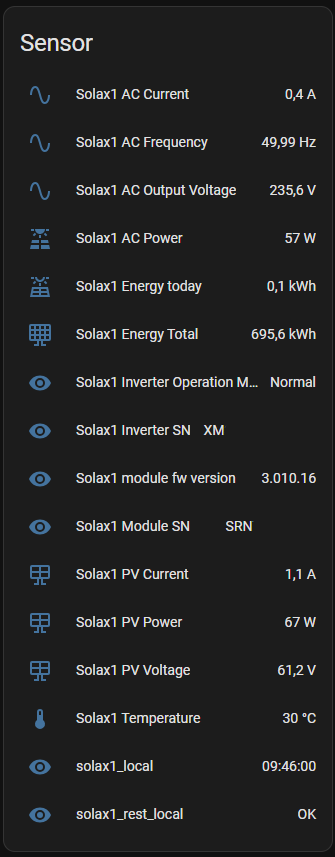 Sensor
Solax1 AC Current 0,4 A
Solax1 AC Frequency 49,99 Hz
Solax1 AC Output Voltage 235,6 V
Solax1 AC Power 57 W
Solax1 Energy today 0,1 kWh
Solax1 Energy Total 695,6 kWh
Solax1 Inverter Operation M... Normal
Solax1 Inverter SN XM
Solax1 module fw version 3.010.16
Solax1 Module SN SRN
Solax1 PV Current 1,1 A
Solax1 PV Power 67 W
Solax1 PV Voltage 61,2 V
Solax1 Temperature 30 °C
solax1_local 09:46:00
solax1_rest_local OK